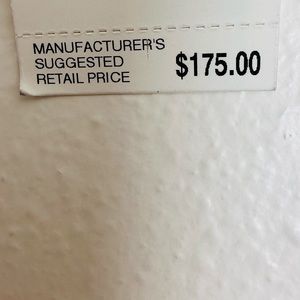 MANUFACTURER'S
SUGGESTED
RETAIL PRICE
$175.00